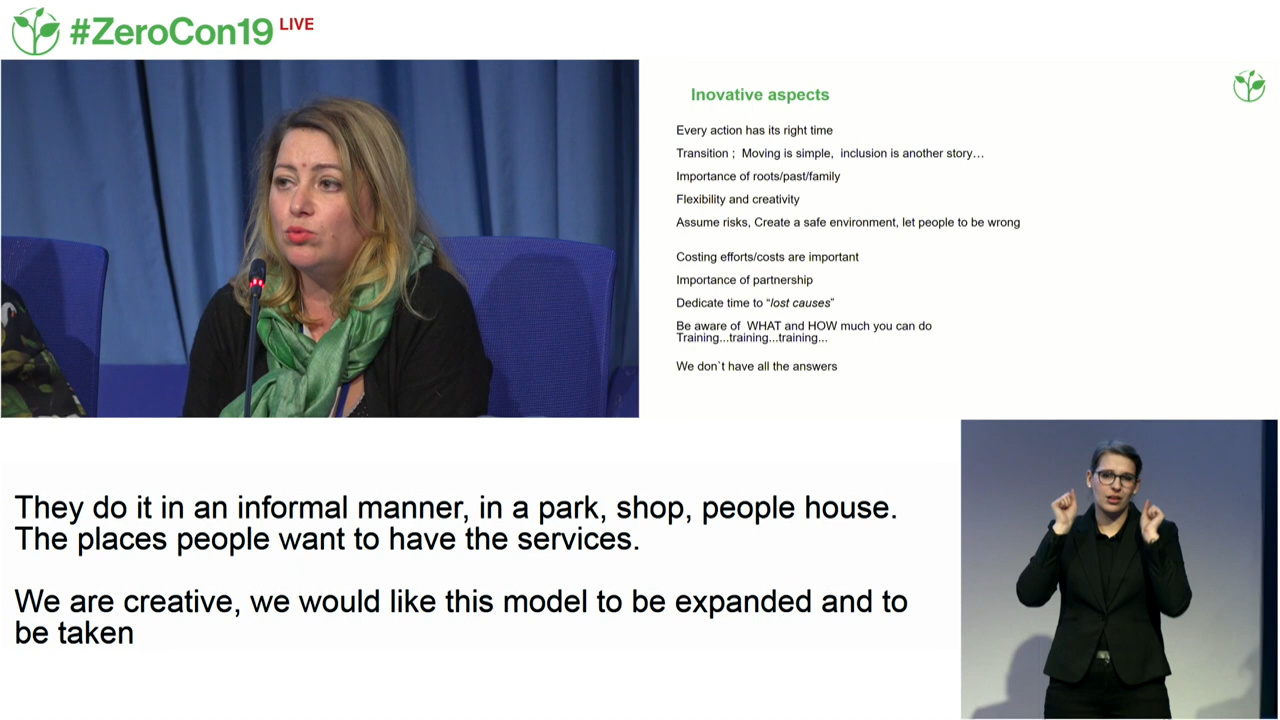 #ZeroCon19 LIVE
Inovative aspects
Every action has its right time
Transition ; Moving is simple, inclusion is another story…
Importance of roots/past/family
Flexibility and creativity
Assume risks, Create a safe environment, let people to be wrong
Costing efforts/costs are important
Importance of partnership
Dedicate time to “lost causes”
Be aware of WHAT and HOW much you can do
Training...training...training...
We don`t have all the answers
They do it in an informal manner, in a park, shop, people house.
The places people want to have the services.
We are creative, we would like this model to be expanded and to
be taken